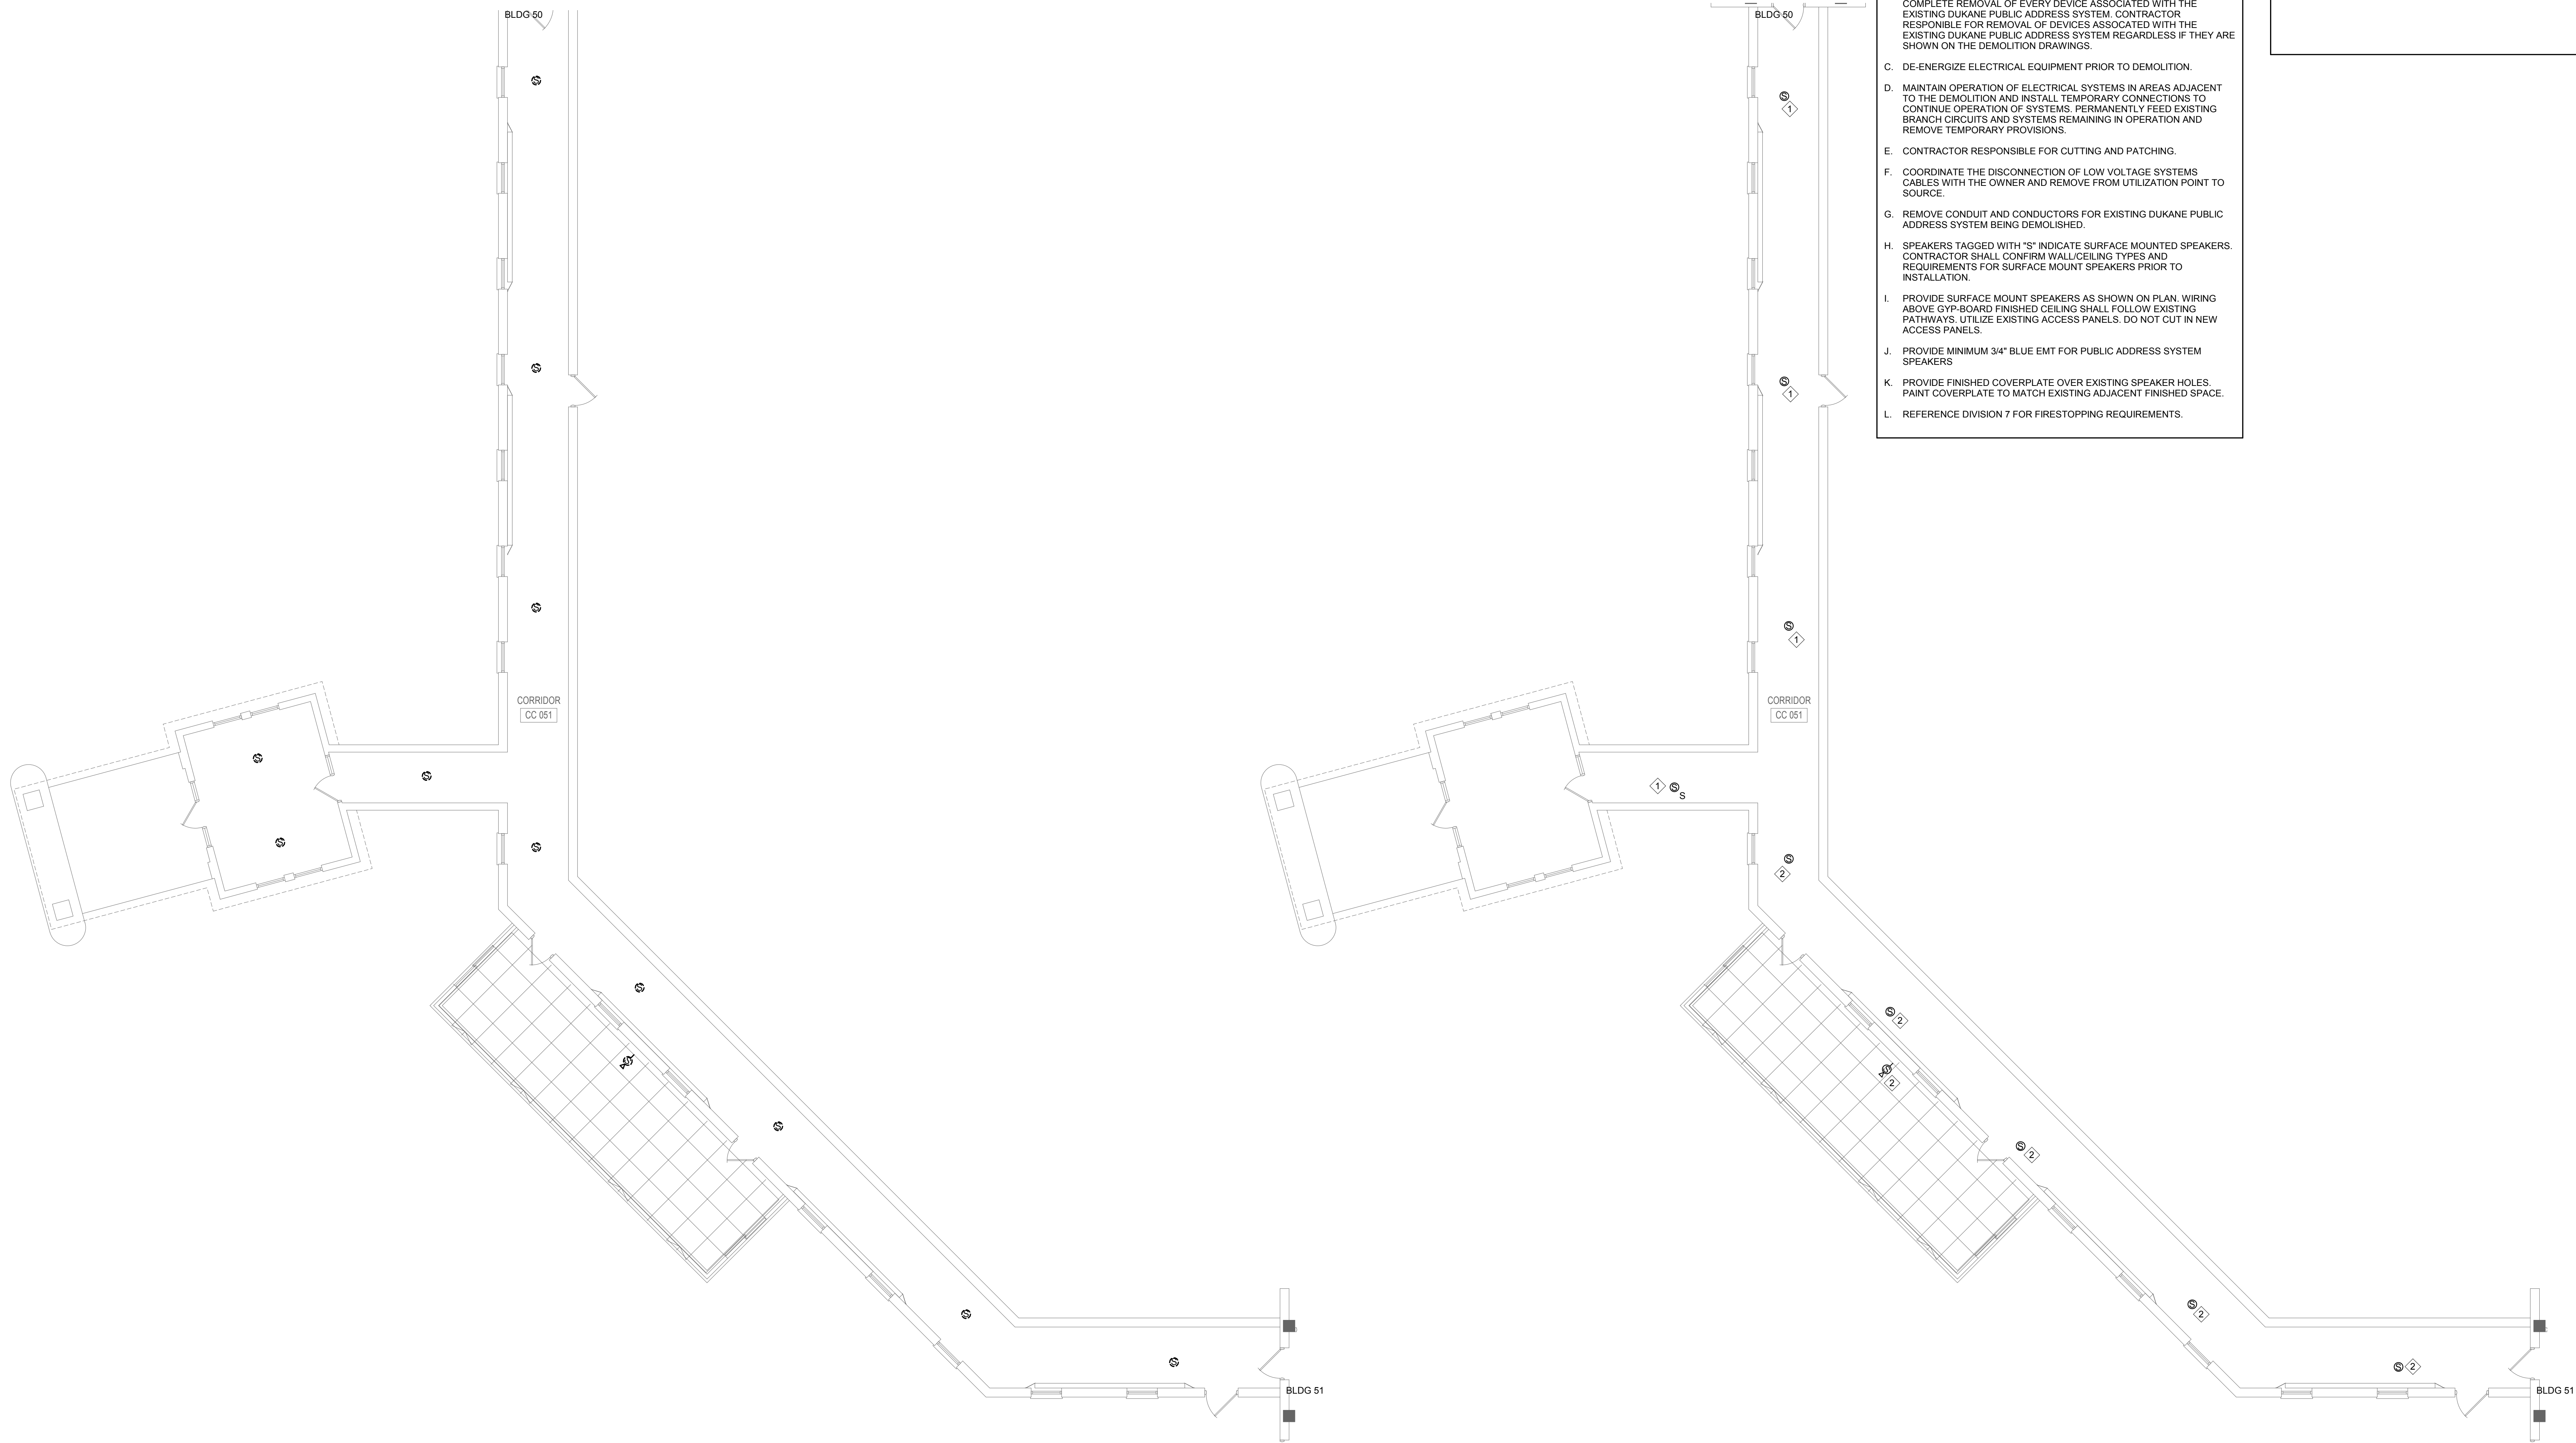 BLDG 50
S
S
S
CORRIDOR
CC 051
S
S
S
S
S
S
S
S
S
S
BLDG 51
BLDG 50
S
1
S
1
S
1
CORRIDOR
CC 051
1 S
S
S
2
S
2
S
2
S
2
S
2
S 2
BLDG 51
COMPLETE REMOVAL OF EVERY DEVICE ASSOCIATED WITH THE
EXISTING DUKANE PUBLIC ADDRESS SYSTEM. CONTRACTOR
RESPONIBLE FOR REMOVAL OF DEVICES ASSOCATED WITH THE
EXISTING DUKANE PUBLIC ADDRESS SYSTEM REGARDLESS IF THEY ARE
SHOWN ON THE DEMOLITION DRAWINGS.
C. DE-ENERGIZE ELECTRICAL EQUIPMENT PRIOR TO DEMOLITION.
D. MAINTAIN OPERATION OF ELECTRICAL SYSTEMS IN AREAS ADJACENT
TO THE DEMOLITION AND INSTALL TEMPORARY CONNECTIONS TO
CONTINUE OPERATION OF SYSTEMS. PERMANENTLY FEED EXISTING
BRANCH CIRCUITS AND SYSTEMS REMAINING IN OPERATION AND
REMOVE TEMPORARY PROVISIONS.
E. CONTRACTOR RESPONSIBLE FOR CUTTING AND PATCHING.
F. COORDINATE THE DISCONNECTION OF LOW VOLTAGE SYSTEMS
CABLES WITH THE OWNER AND REMOVE FROM UTILIZATION POINT TO
SOURCE.
G. REMOVE CONDUIT AND CONDUCTORS FOR EXISTING DUKANE PUBLIC
ADDRESS SYSTEM BEING DEMOLISHED.
H. SPEAKERS TAGGED WITH "S" INDICATE SURFACE MOUNTED SPEAKERS.
CONTRACTOR SHALL CONFIRM WALL/CEILING TYPES AND
REQUIREMENTS FOR SURFACE MOUNT SPEAKERS PRIOR TO
INSTALLATION.
I. PROVIDE SURFACE MOUNT SPEAKERS AS SHOWN ON PLAN. WIRING
ABOVE GYP-BOARD FINISHED CEILING SHALL FOLLOW EXISTING
PATHWAYS. UTILIZE EXISTING ACCESS PANELS. DO NOT CUT IN NEW
ACCESS PANELS.
J. PROVIDE MINIMUM 3/4" BLUE EMT FOR PUBLIC ADDRESS SYSTEM
SPEAKERS
K. PROVIDE FINISHED COVERPLATE OVER EXISTING SPEAKER HOLES.
PAINT COVERPLATE TO MATCH EXISTING ADJACENT FINISHED SPACE.
L. REFERENCE DIVISION 7 FOR FIRESTOPPING REQUIREMENTS.